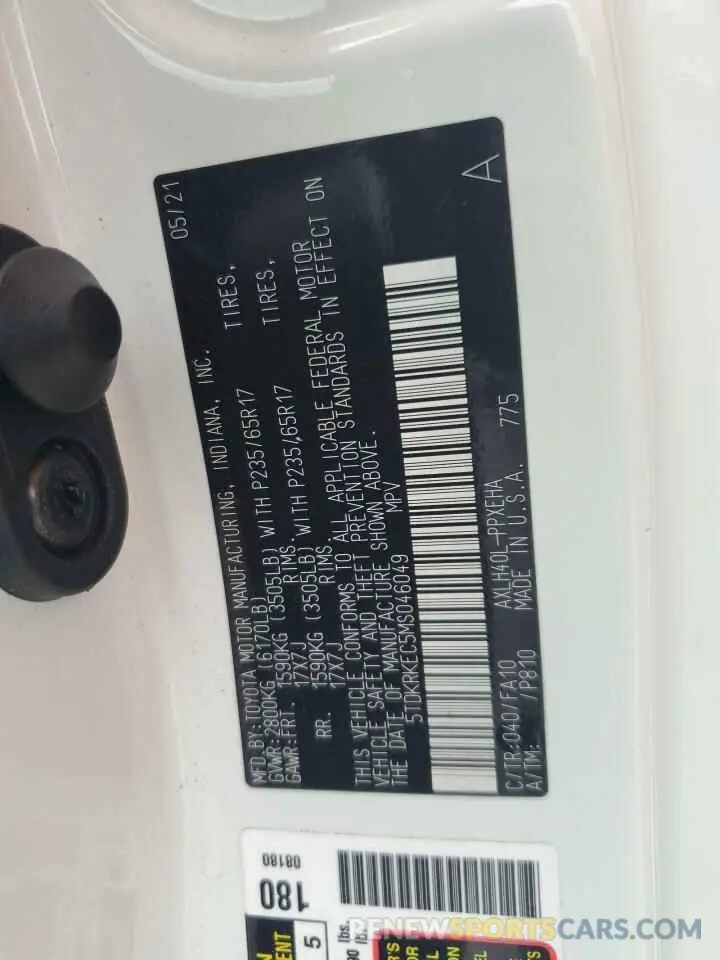 MFD.BY:TOYOTA MOTOR MANUFACTURING, INDIANA, INC. 05/21
GVWR:2800KG (6170LB)
GAWR:FRT. 1590KG (3505LB) WITH P235/65R17 TIRES,
17X7J RIMS.
RR. 1590KG (3505LB) WITH P235/65R17 TIRES,
17X7J RIMS.
THIS VEHICLE CONFORMS TO ALL APPLICABLE FEDERAL MOTOR
VEHICLE SAFETY AND THEFT PREVENTION STANDARDS IN EFFECT ON
THE DATE OF MANUFACTURE SHOWN ABOVE.
5TDKRKEC5MS046049 MPV
C/TR:040/FA10 AXLH40L-PPXEHA
A/TM: /P810 MADE IN U.S.A. 775
A
180
08180
5
lbs.
RENEWSPORTSCARS.COM